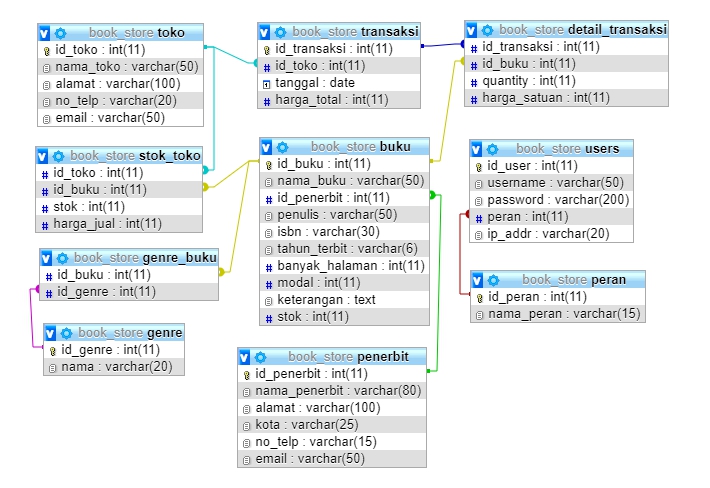 book_store toko
id_toko : int(11)
nama_toko : varchar(50)
alamat : varchar(100)
no_telp : varchar(20)
email : varchar(50)
book_store transaksi
id_transaksi : int(11)
id_toko : int(11)
tanggal : date
harga_total : int(11)
book_store detail_transaksi
id_transaksi : int(11)
id_buku : int(11)
quantity : int(11)
harga_satuan : int(11)
book_store stok_toko
id_toko : int(11)
id_buku : int(11)
stok : int(11)
harga_jual : int(11)
book_store buku
id_buku : int(11)
nama_buku : varchar(50)
id_penerbit : int(11)
penulis : varchar(50)
isbn : varchar(30)
tahun_terbit : varchar(6)
banyak_halaman : int(11)
modal : int(11)
keterangan : text
stok : int(11)
book_store users
id_user : int(11)
username : varchar(50)
password : varchar(200)
peran : int(11)
ip_addr : varchar(20)
book_store genre_buku
id_buku : int(11)
id_genre : int(11)
book_store peran
id_peran : int(11)
nama_peran : varchar(15)
book_store genre
id_genre : int(11)
nama : varchar(20)
book_store penerbit
id_penerbit : int(11)
nama_penerbit : varchar(80)
alamat : varchar(100)
kota : varchar(25)
no_telp : varchar(15)
email : varchar(50)